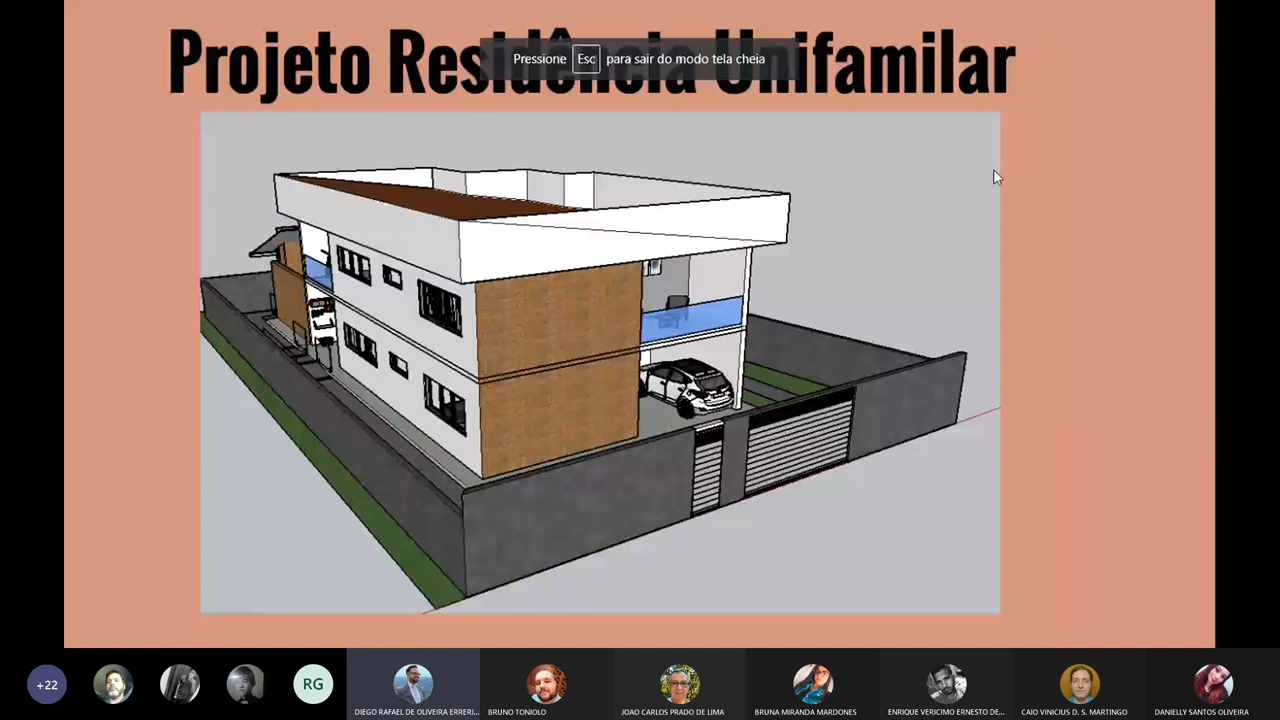 Projeto Residência Unifamilar
Pressione Esc para sair do modo tela cheia
+22
RG
DIEGO RAFAEL DE OLIVEIRA ERRERI...
BRUNO TONIOLO
JOAO CARLOS PRADO DE LIMA
BRUNA MIRANDA MARDONES
ENRIQUE VERICIMO ERNESTO DE...
CAIO VINICIUS D. S. MARTINGO
DANIELLY SANTOS OLIVEIRA